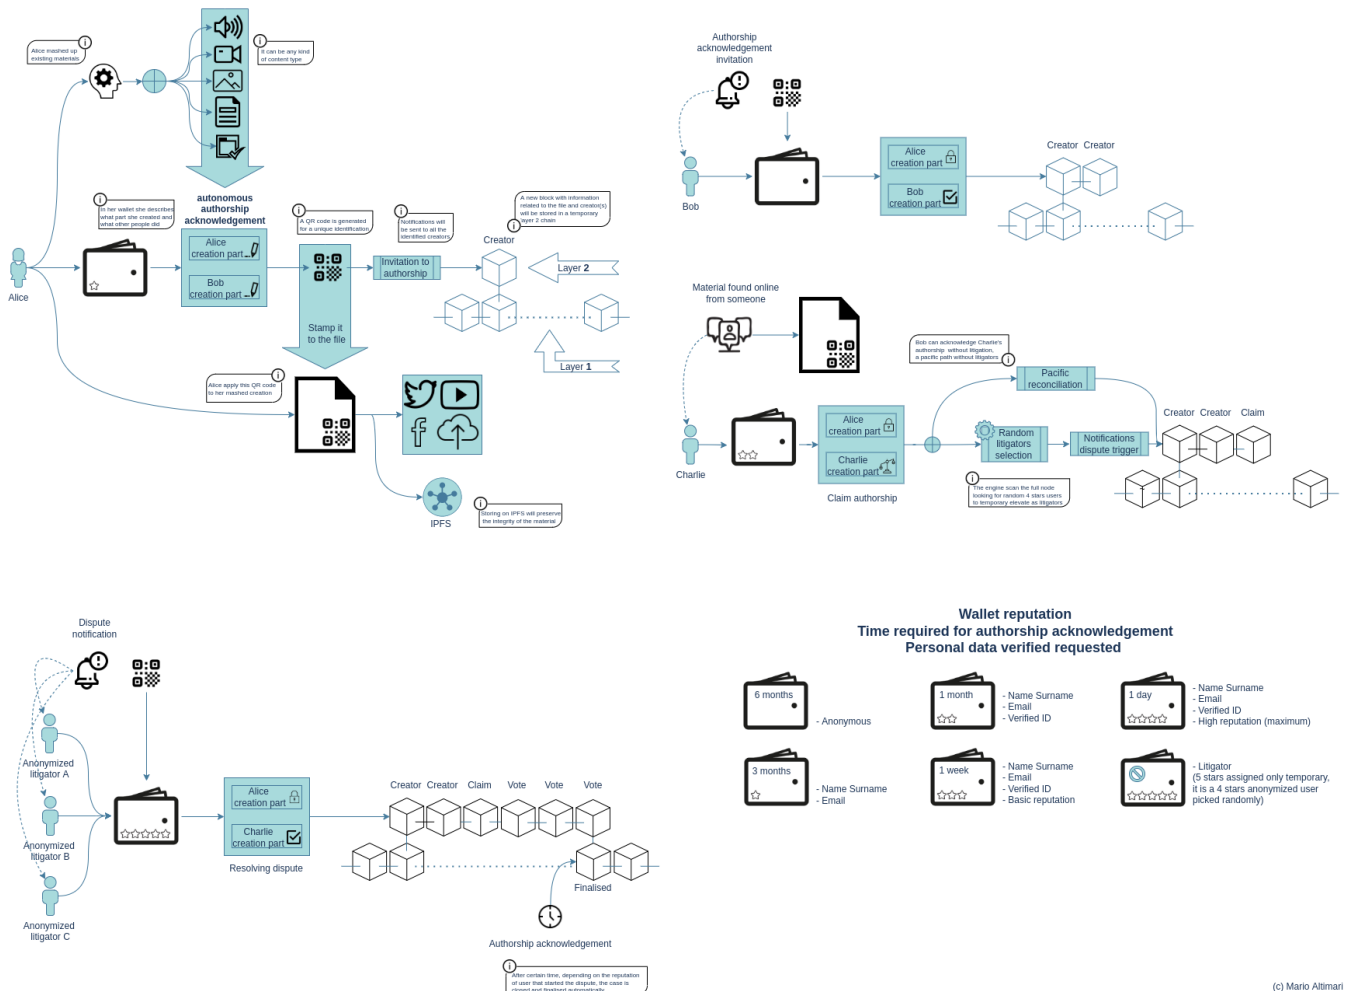 Alice mashed up
existing materials
It can be any kind
of content type
autonomous
authorship
acknowledgement
In her wallet she describes
what part she created and
what other people did
Alice
Alice
creation part
Bob
creation part
A QR code is generated
for a unique identification
Notifications will
be sent to all the
identified creators
A new block with information
related to the file and creator(s)
will be stored in a temporary
layer 2 chain
Invitation to
authorship
Creator
Layer 2
Layer 1
Stamp it
to the file
Alice apply this QR code
to her mashed creation
IPFS
Storing on IPFS will preserve
the integrity of the material
Authorship
acknowledgement
invitation
Bob
Alice
creation part
Bob
creation part
Creator Creator
Material found online
from someone
Charlie
Alice
creation part
Charlie
creation part
Claim authorship
Bob can acknowledge Charlie's
authorship without litigation,
a pacific path without litigators
Pacific
reconciliation
Random
litigators
selection
Notifications
dispute trigger
The engine scan the full node
looking for random 4 stars users
to temporary elevate as litigators
Creator Creator Claim
Dispute
notification
Anonymized
litigator A
Anonymized
litigator B
Anonymized
litigator C
Alice
creation part
Charlie
creation part
Resolving dispute
Creator Creator Claim Vote Vote Vote
Finalised
Authorship acknowledgement
After certain time, depending on the reputation
of user that started the dispute, the case is
closed and finalised automatically
Wallet reputation
Time required for authorship acknowledgement
Personal data verified requested
6 months
- Anonymous
1 month
- Name Surname
- Email
- Verified ID
1 day
- Name Surname
- Email
- Verified ID
- High reputation (maximum)
3 months
- Name Surname
- Email
1 week
- Name Surname
- Email
- Verified ID
- Basic reputation
- Litigator
(5 stars assigned only temporary,
it is a 4 stars anonymized user
picked randomly)
(c) Mario Altimari